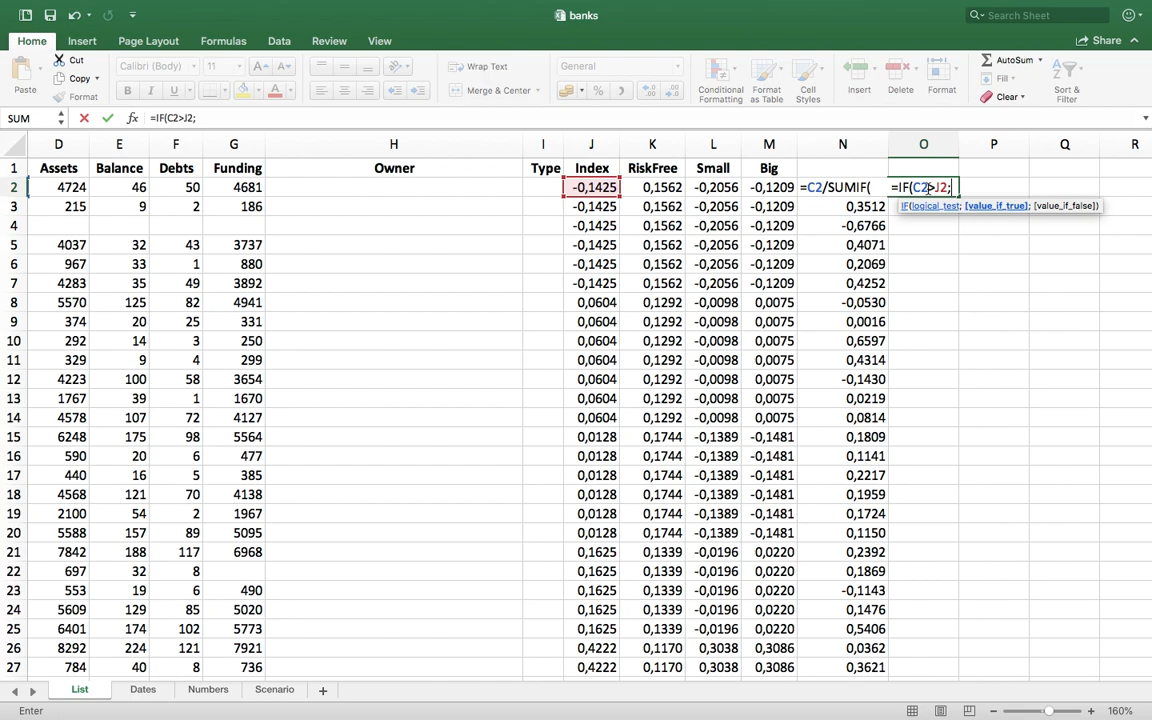 banks
Search Sheet
Home Insert Page Layout Formulas Data Review View Share
Paste Cut Copy Format
Calibri (Body) 11 A A
B I U A
Wrap Text
Merge & Center
General
%
Conditional Formatting
Format as Table
Cell Styles
Insert Delete Format
AutoSum
Fill
Clear
Sort & Filter
SUM fx =IF(C2>J2;
D E F G H I J K L M N O P Q R
1 Assets Balance Debts Funding Owner Type Index RiskFree Small Big
2 4724 46 50 4681 -0,1425 0,1562 -0,2056 -0,1209 =C2/SUMIF( =IF(C2>J2;
3 215 9 2 186 -0,1425 0,1562 -0,2056 -0,1209 0,3512 IF(logical_test; [value_if_true]; [value_if_false])
4 -0,1425 0,1562 -0,2056 -0,1209 -0,6766
5 4037 32 43 3737 -0,1425 0,1562 -0,2056 -0,1209 0,4071
6 967 33 1 880 -0,1425 0,1562 -0,2056 -0,1209 0,2069
7 4283 35 49 3892 -0,1425 0,1562 -0,2056 -0,1209 0,4252
8 5570 125 82 4941 0,0604 0,1292 -0,0098 0,0075 -0,0530
9 374 20 25 331 0,0604 0,1292 -0,0098 0,0075 0,0016
10 292 14 3 250 0,0604 0,1292 -0,0098 0,0075 0,6597
11 329 9 4 299 0,0604 0,1292 -0,0098 0,0075 0,4314
12 4223 100 58 3654 0,0604 0,1292 -0,0098 0,0075 -0,1430
13 1767 39 1 1670 0,0604 0,1292 -0,0098 0,0075 0,0219
14 4578 107 72 4127 0,0604 0,1292 -0,0098 0,0075 0,0814
15 6248 175 98 5564 0,0128 0,1744 -0,1389 -0,1481 0,1809
16 590 20 6 477 0,0128 0,1744 -0,1389 -0,1481 0,1141
17 440 16 5 385 0,0128 0,1744 -0,1389 -0,1481 0,2217
18 4568 121 70 4138 0,0128 0,1744 -0,1389 -0,1481 0,1959
19 2100 54 2 1967 0,0128 0,1744 -0,1389 -0,1481 0,1724
20 5588 157 89 5095 0,0128 0,1744 -0,1389 -0,1481 0,1150
21 7842 188 117 6968 0,1625 0,1339 -0,0196 0,0220 0,2392
22 697 32 8 0,1625 0,1339 -0,0196 0,0220 0,1869
23 553 19 6 490 0,1625 0,1339 -0,0196 0,0220 -0,1143
24 5609 129 85 5020 0,1625 0,1339 -0,0196 0,0220 0,1476
25 6401 174 102 5773 0,1625 0,1339 -0,0196 0,0220 0,5406
26 8292 224 121 7921 0,4222 0,1170 0,3038 0,3086 0,0362
27 784 40 8 736 0,4222 0,1170 0,3038 0,3086 0,3621
List Dates Numbers Scenario
Enter 160%